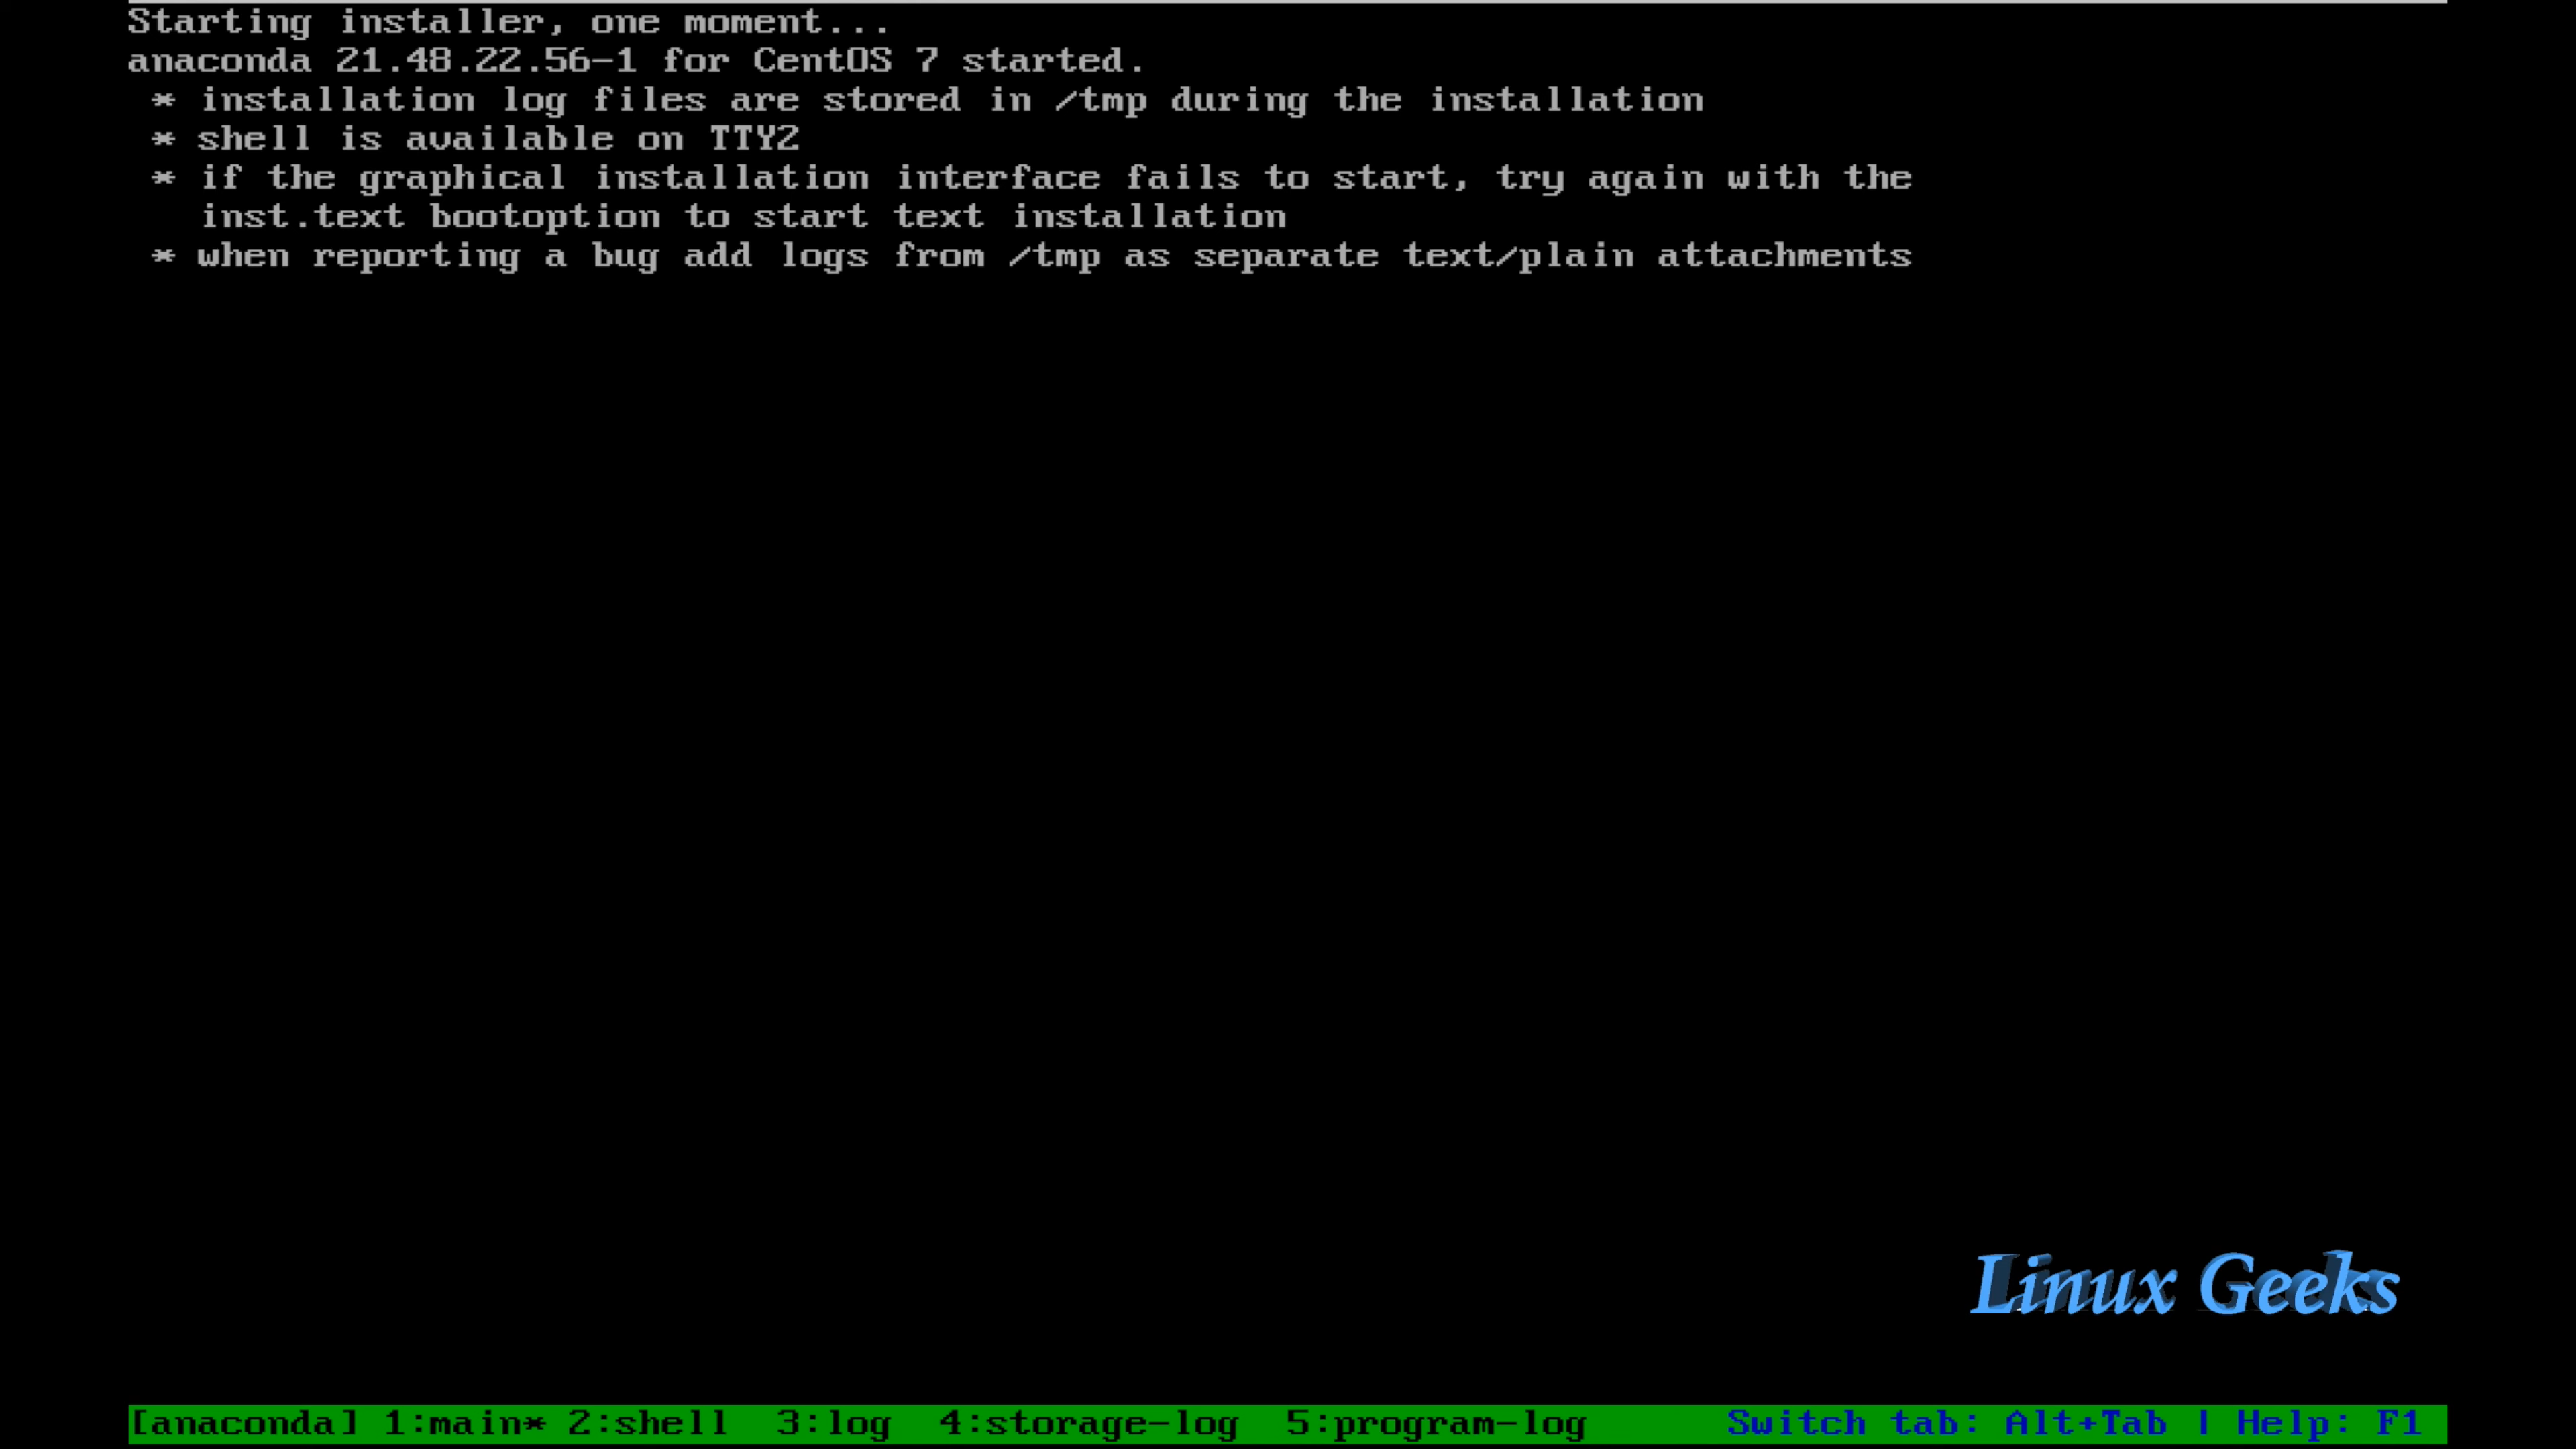 Starting installer, one moment...
anaconda 21.48.22.56-1 for CentOS 7 started.
 * installation log files are stored in /tmp during the installation
 * shell is available on TTY2
 * if the graphical installation interface fails to start, try again with the
   inst.text bootoption to start text installation
 * when reporting a bug add logs from /tmp as separate text/plain attachments
Linux Geeks
[anaconda] 1:main* 2:shell  3:log  4:storage-log  5:program-log      Switch tab: Alt+Tab | Help: F1